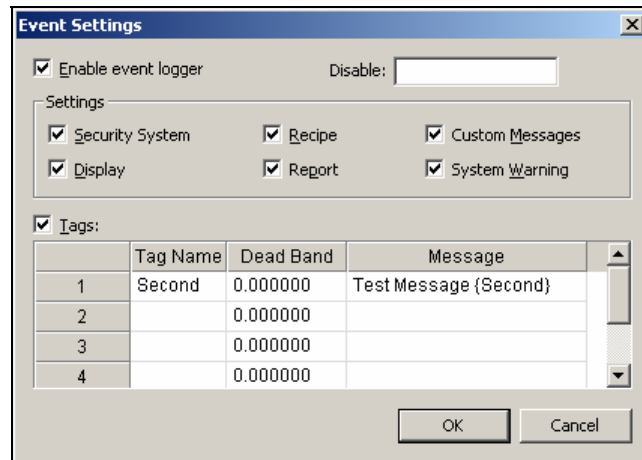 Event Settings
Enable event logger Disable:
Settings
Security System Recipe Custom Messages
Display Report System Warning
Tags:
Tag Name Dead Band Message
1 Second 0.000000 Test Message {Second}
2 0.000000
3 0.000000
4 0.000000
OK Cancel